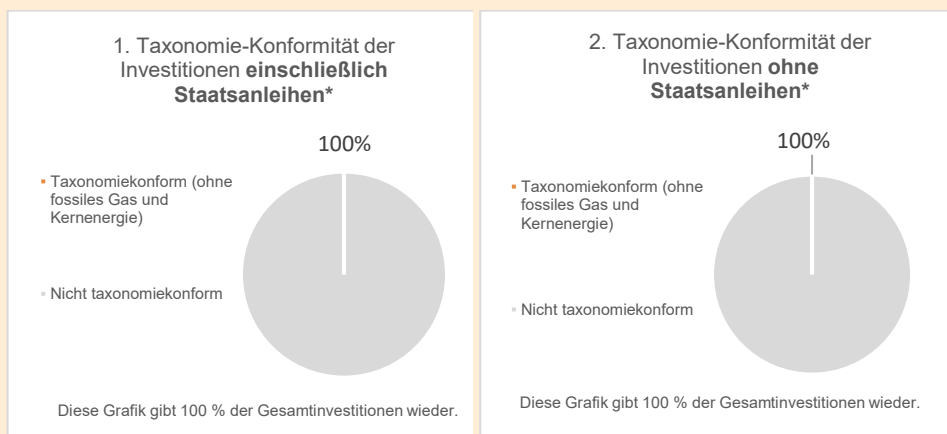 1. Taxonomie-Konformität der
Investitionen einschließlich
Staatsanleihen*
100%
Taxonomiekonform (ohne
fossiles Gas und
Kernenergie)
Nicht taxonomiekonform
Diese Grafik gibt 100 % der Gesamtinvestitionen wieder.
2. Taxonomie-Konformität der
Investitionen ohne
Staatsanleihen*
100%
Taxonomiekonform (ohne
fossiles Gas und
Kernenergie)
Nicht taxonomiekonform
Diese Grafik gibt 100 % der Gesamtinvestitionen wieder.